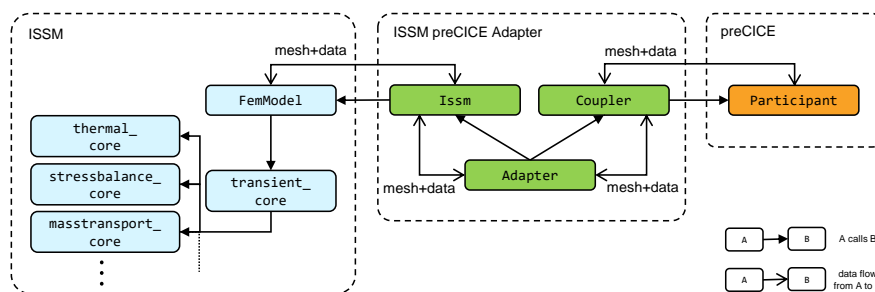 ISSM
ISSM preCICE Adapter
preCICE
mesh+data
mesh+data
FemModel
Issm
Coupler
Participant
thermal_
core
stressbalance_
core
transient_
core
Adapter
mesh+data
mesh+data
masstransport_
core
A
B
A calls B
A
B
data flow
from A to